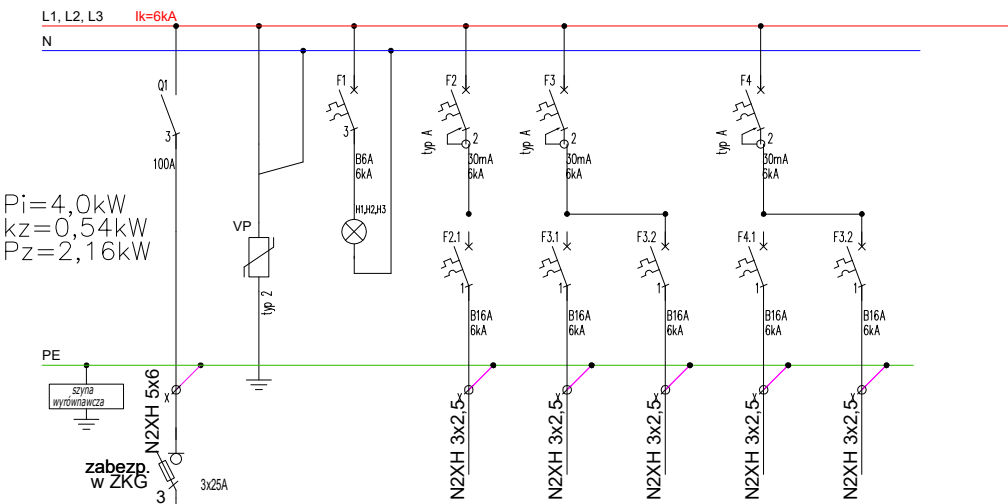 L1, L2, L3 Ik=6kA
N
Q1 F1 F2 F3 F4
3 3 2 2 2
typ A typ A typ A
100A B6A 30mA 30mA 30mA
6kA 6kA 6kA 6kA
Pi=4,0kW
kz=0,54kW
Pz=2,16kW
H1,H2,H3
VP
F2.1 F3.1 F3.2 F4.1 F3.2
1 1 1 1 1
typ 2
B16A B16A B16A B16A B16A
6kA 6kA 6kA 6kA 6kA
PE
szyna
wyrównawcza
x x x x x x
N2XH 5x6
N2XH 3x2,5
N2XH 3x2,5
N2XH 3x2,5
N2XH 3x2,5
N2XH 3x2,5
zabezp.
w ZKG
3 3x25A